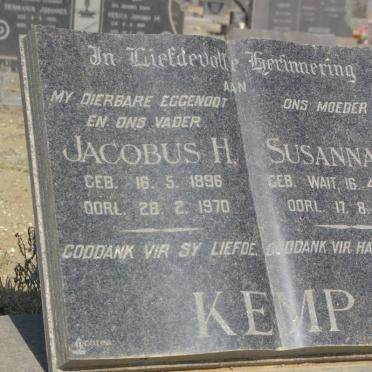 In Liefdevolle Herinnering
AAN
MY DIERBARE EGGENOOT
EN ONS VADER
JACOBUS H.
GEB. 16. 5. 1896
OORL. 28. 2. 1970
GODDANK VIR SY LIEFDE.
ONS MOEDER
SUSANNA
GEB. WAIT, 16. 4
OORL. 17. 8.
GODDANK VIR HA
KEMP